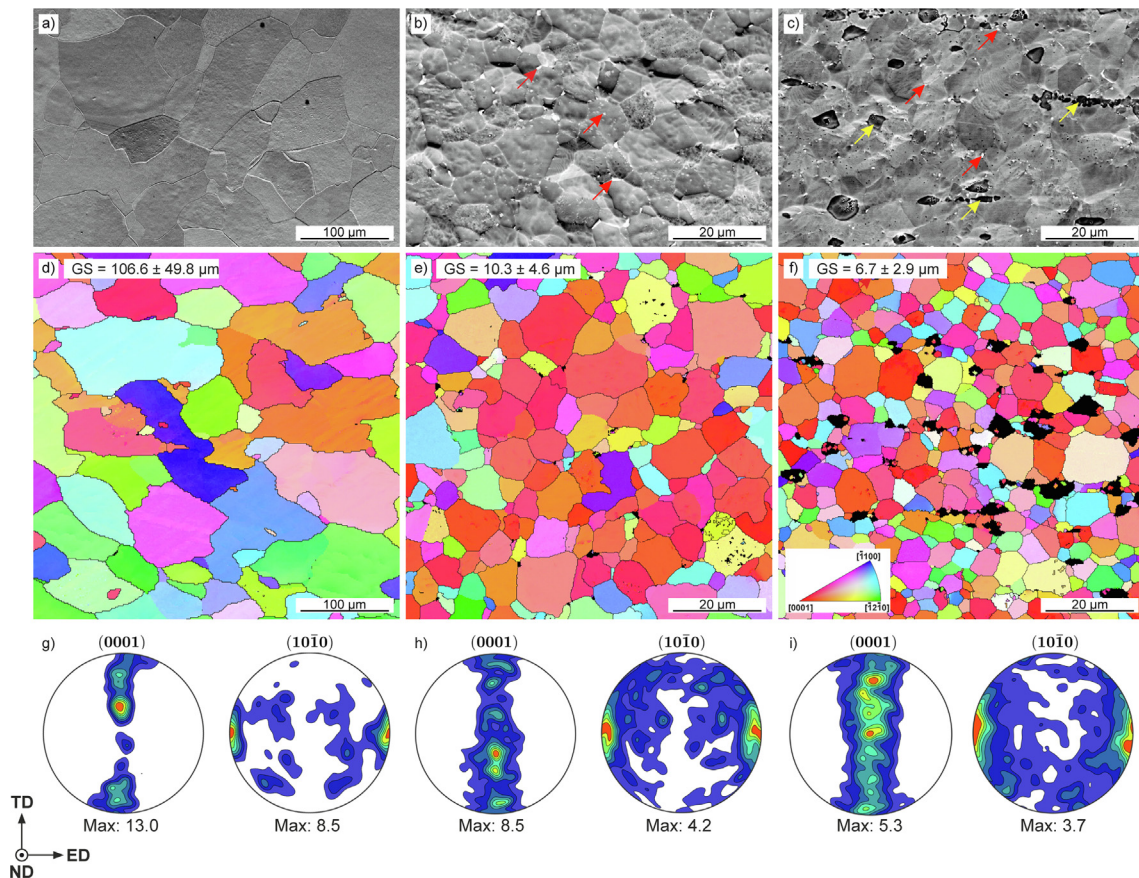 a)
100 µm
b)
20 µm
c)
20 µm
d)
GS = 106.6 ± 49.8 µm
100 µm
e)
GS = 10.3 ± 4.6 µm
20 µm
f)
GS = 6.7 ± 2.9 µm
[1̄100]
[0001]
[1̄21̄0]
20 µm
g)
(0001)
(101̄0)
h)
(0001)
(101̄0)
i)
(0001)
(101̄0)
Max: 13.0
Max: 8.5
Max: 8.5
Max: 4.2
Max: 5.3
Max: 3.7
TD
ED
ND